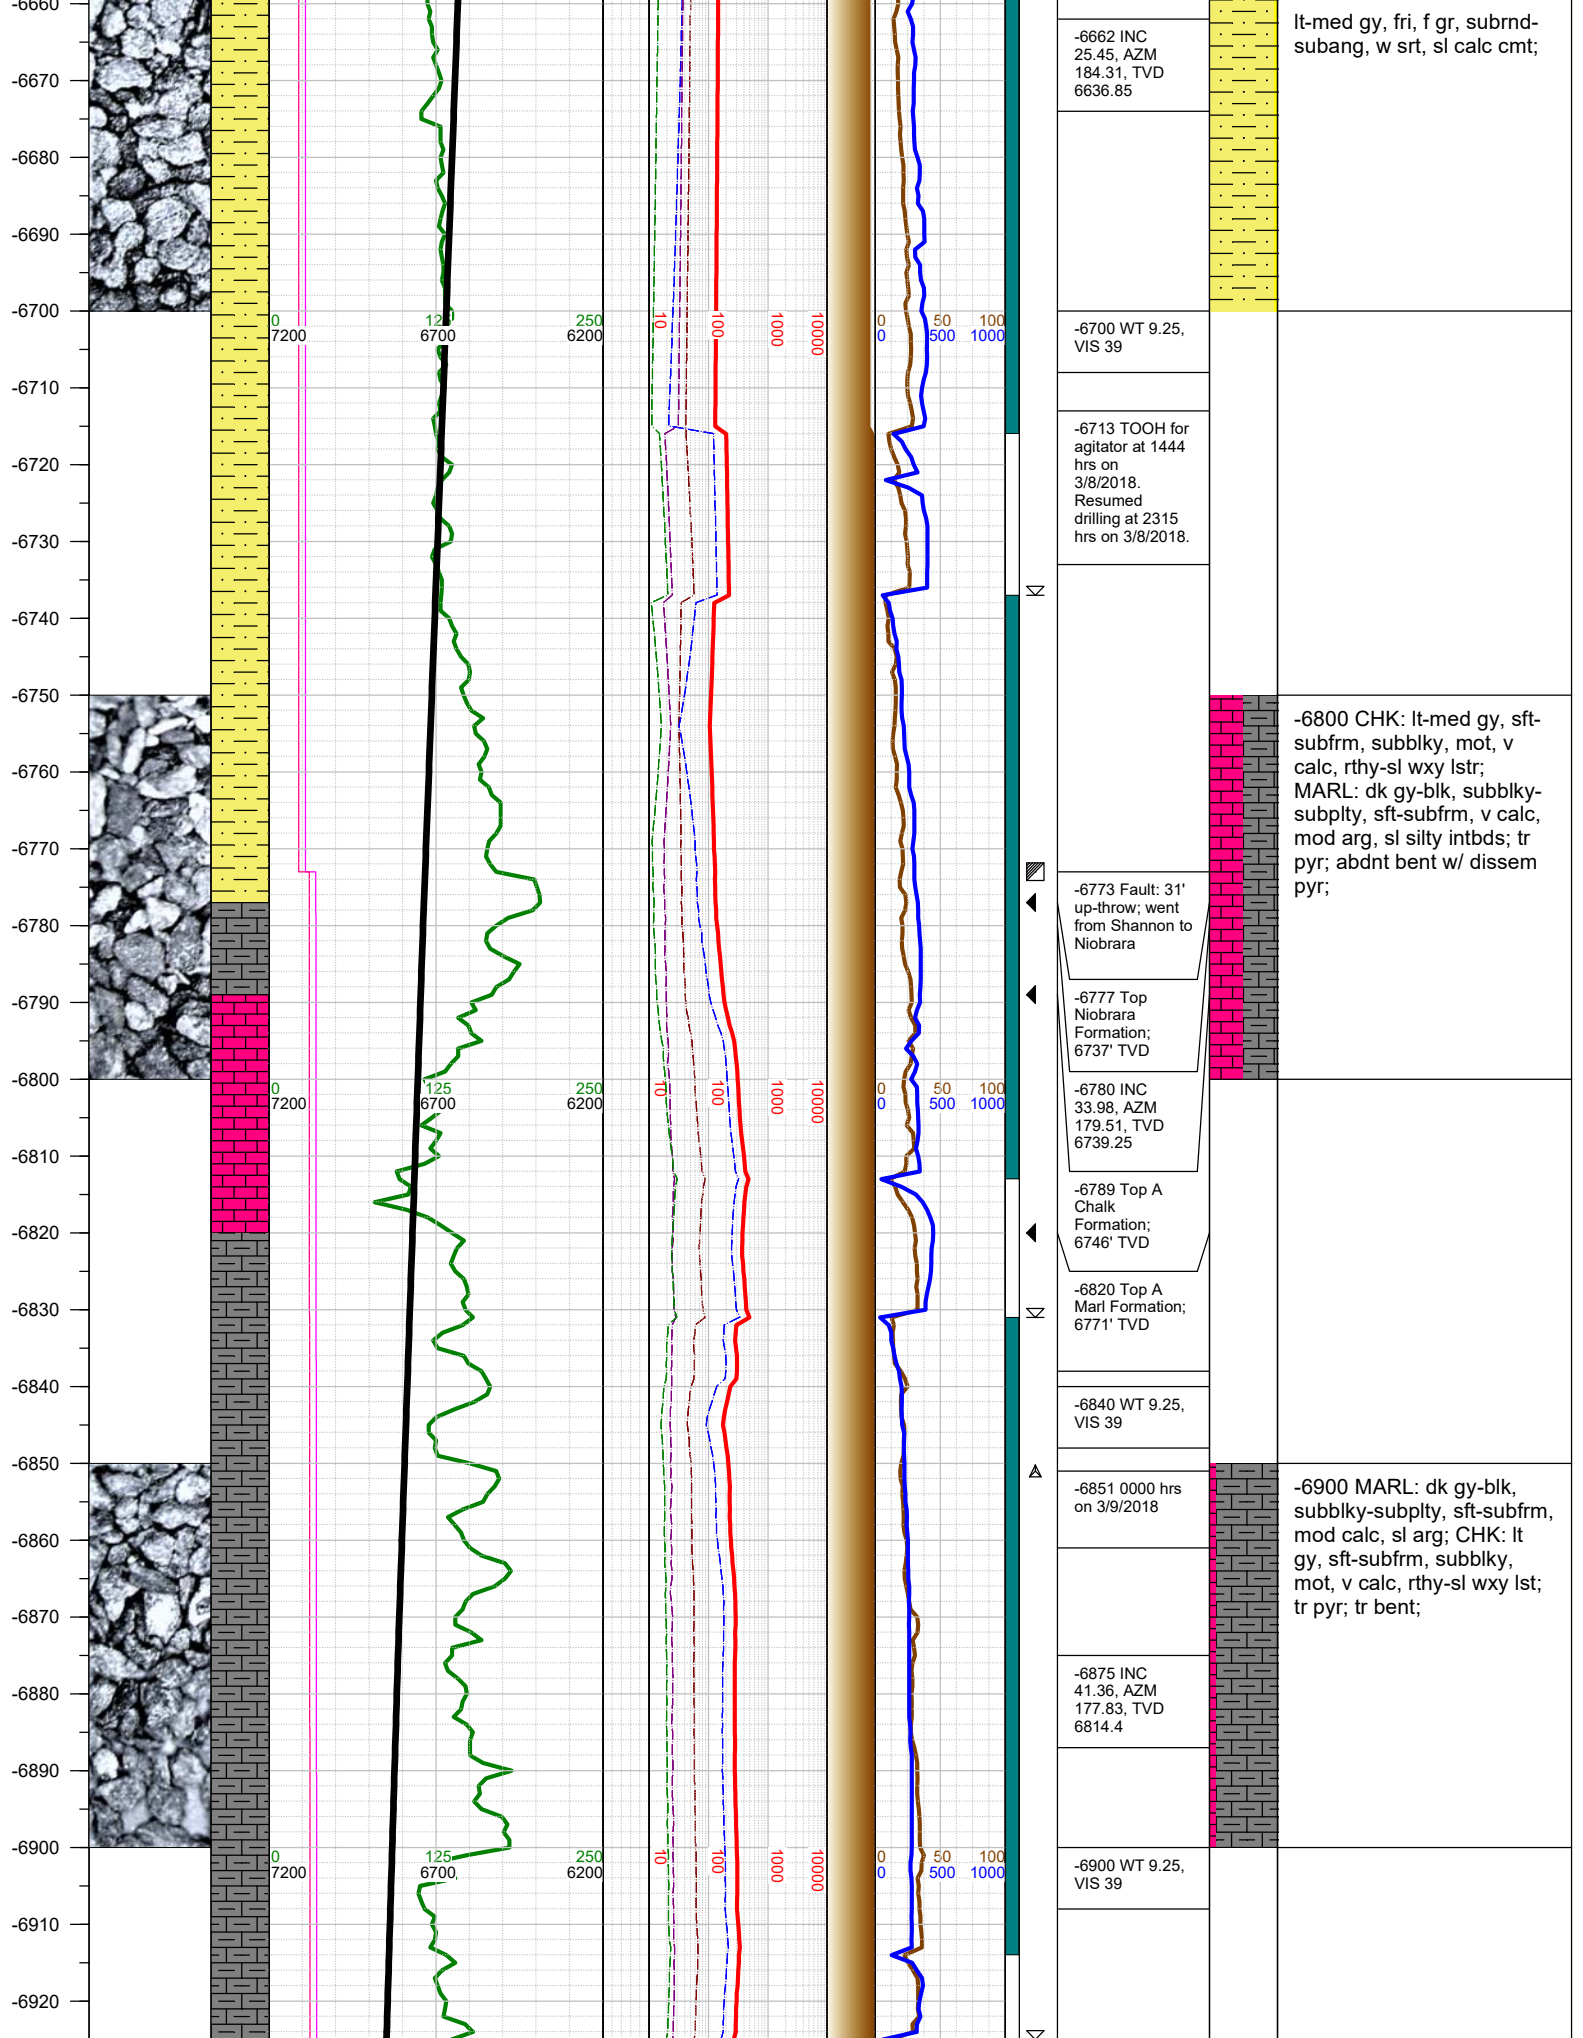 -6660
-6670
-6680
-6690
-6700
-6710
-6720
-6730
-6740
-6750
-6760
-6770
-6780
-6790
-6800
-6810
-6820
-6830
-6840
-6850
-6860
-6870
-6880
-6890
-6900
-6910
-6920
0 125 250
7200 6700 6200
10 100 1000 10000
0 50 100
0 500 1000
0 125 250
7200 6700 6200
10 100 1000 10000
0 50 100
0 500 1000
0 125 250
7200 6700 6200
10 100 1000 10000
0 50 100
0 500 1000
-6662 INC
25.45, AZM
184.31, TVD
6636.85
-6700 WT 9.25,
VIS 39
-6713 TOOH for
agitator at 1444
hrs on
3/8/2018.
Resumed
drilling at 2315
hrs on 3/8/2018.
-6773 Fault: 31'
up-throw; went
from Shannon to
Niobrara
-6777 Top
Niobrara
Formation;
6737' TVD
-6780 INC
33.98, AZM
179.51, TVD
6739.25
-6789 Top A
Chalk
Formation;
6746' TVD
-6820 Top A
Marl Formation;
6771' TVD
-6840 WT 9.25,
VIS 39
-6851 0000 hrs
on 3/9/2018
-6875 INC
41.36, AZM
177.83, TVD
6814.4
-6900 WT 9.25,
VIS 39
lt-med gy, fri, f gr, subrnd-
subang, w srt, sl calc cmt;
-6800 CHK: lt-med gy, sft-
subfrm, subblky, mot, v
calc, rthy-sl wxy lstr;
MARL: dk gy-blk, subblky-
subplty, sft-subfrm, v calc,
mod arg, sl silty intbds; tr
pyr; abdnt bent w/ dissem
pyr;
-6900 MARL: dk gy-blk,
subblky-subplty, sft-subfrm,
mod calc, sl arg; CHK: lt
gy, sft-subfrm, subblky,
mot, v calc, rthy-sl wxy lst;
tr pyr; tr bent;